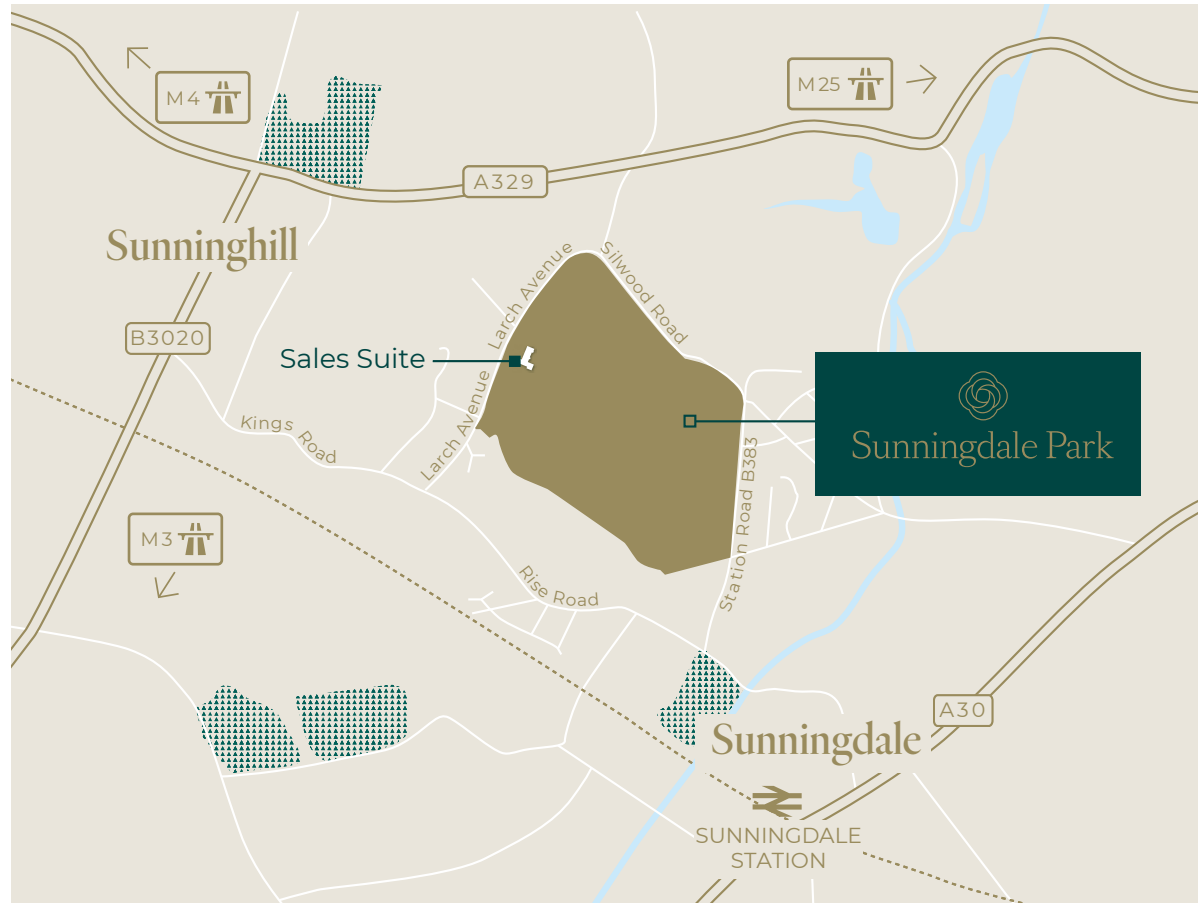 M4
M25
A329
Sunninghill
Larch Avenue
Silwood Road
B3020
Sales Suite
Larch Avenue
Sunningdale Park
Kings Road
Station Road B383
M3
Rise Road
A30
Sunningdale
SUNNINGDALE
STATION